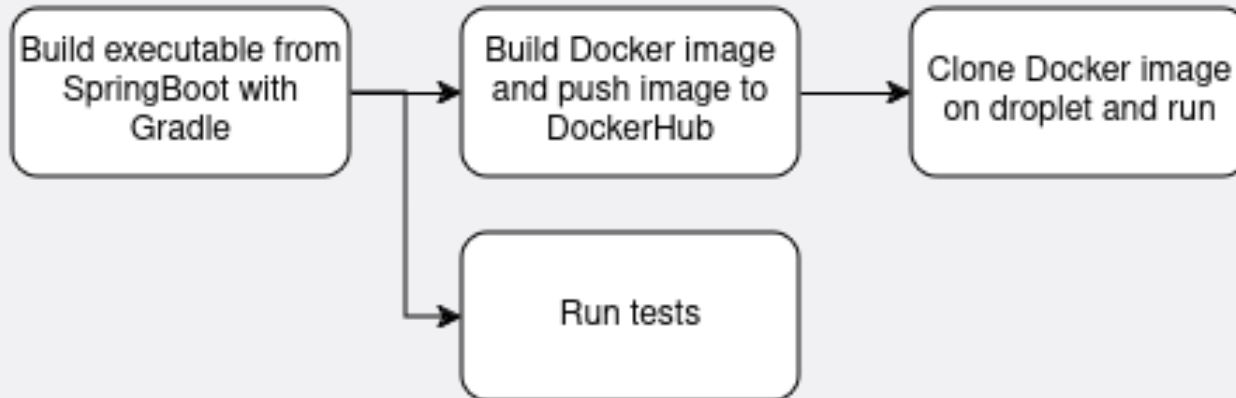 Build executable from
SpringBoot with
Gradle
Build Docker image
and push image to
DockerHub
Clone Docker image
on droplet and run
Run tests